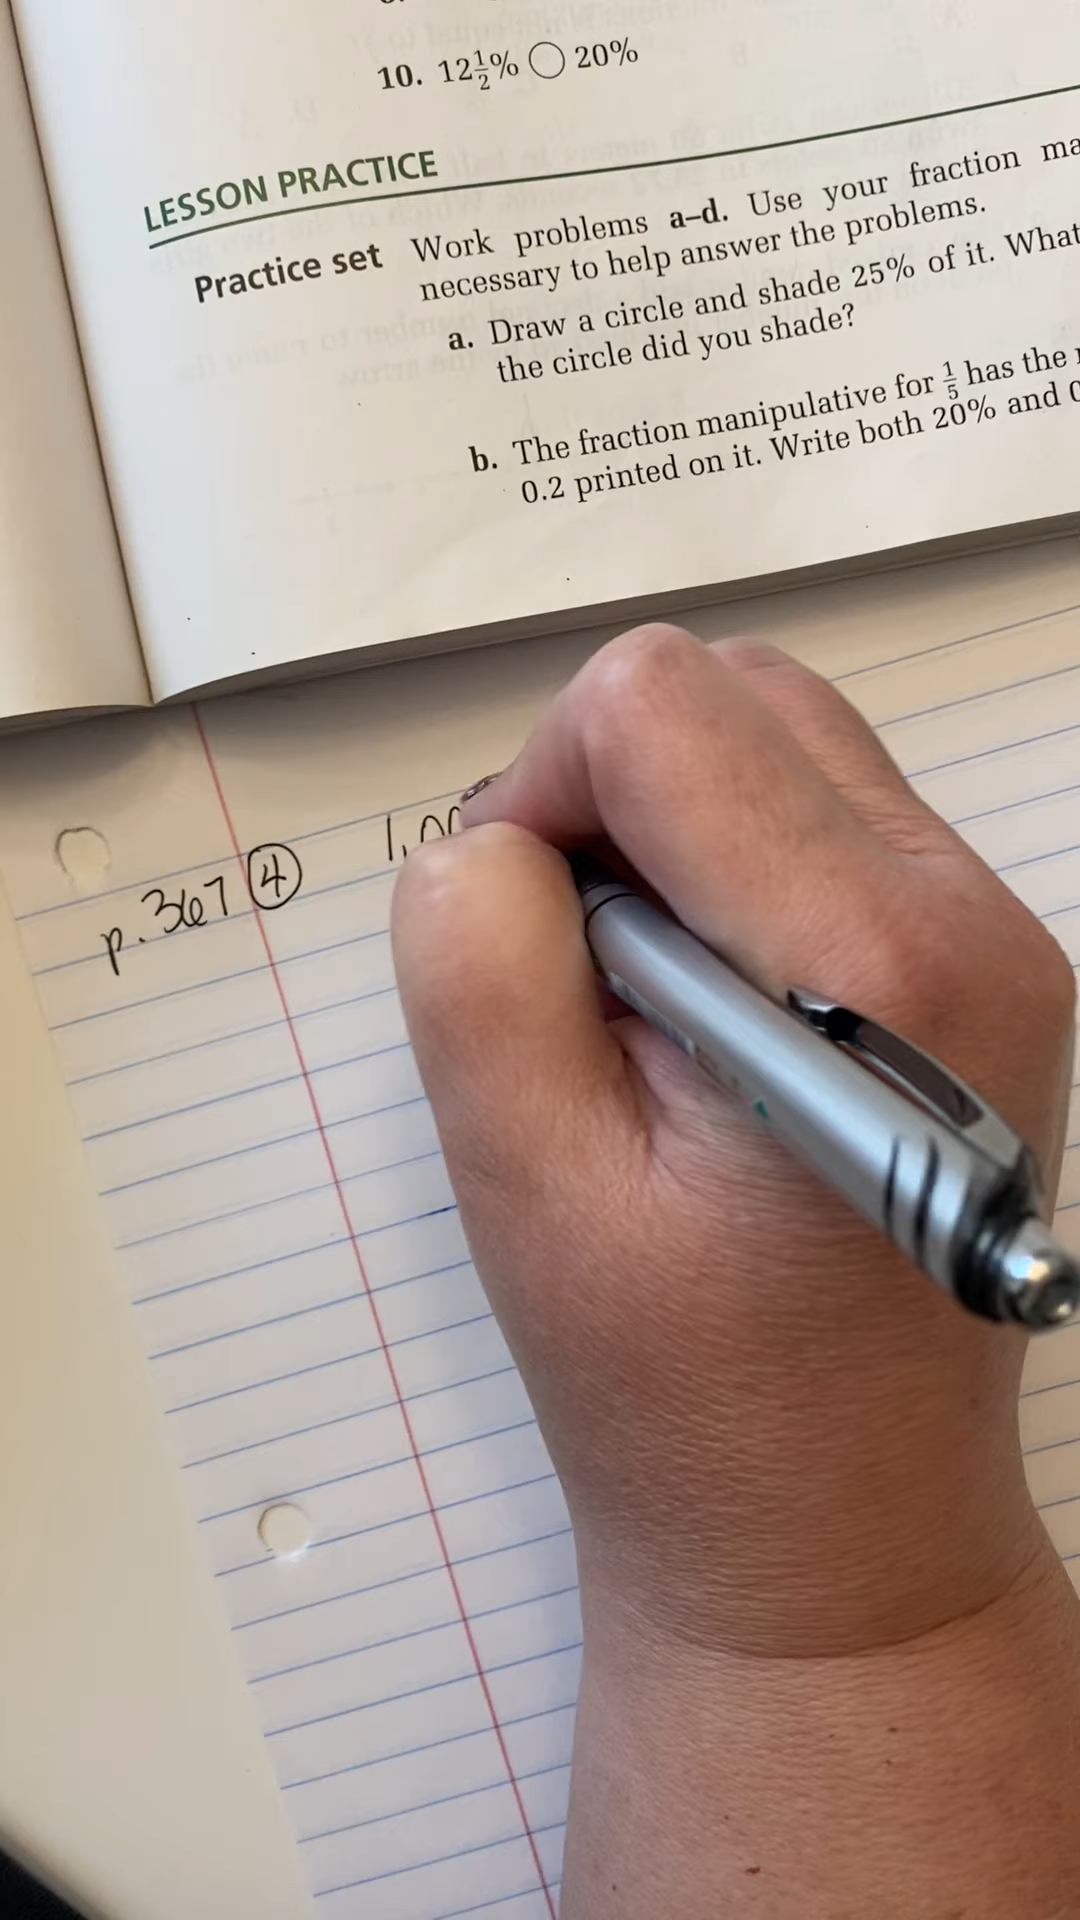 10. 12½% ◯ 20%
LESSON PRACTICE
Practice set Work problems a–d. Use your fraction
necessary to help answer the problems.
a. Draw a circle and shade 25% of it. What
the circle did you shade?
b. The fraction manipulative for 1/5 has the
0.2 printed on it. Write both 20% and
p. 367 ④ 1,00